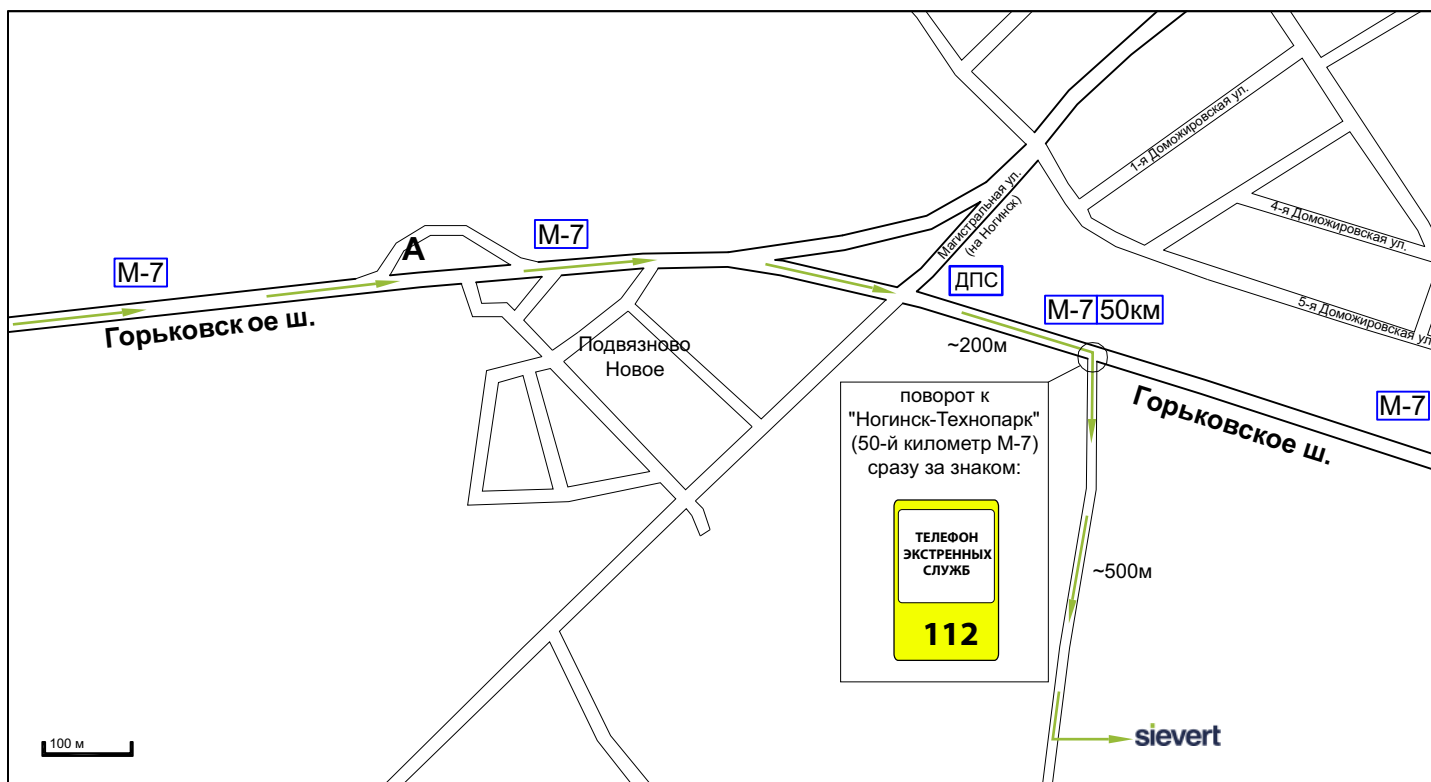 1-я Доможировская ул.
4-я Доможировская ул.
5-я Доможировская ул.
Магистральная ул.
(на Ногинск)
А
М-7
М-7
Горьковск ое ш.
ДПС
М-7 50км
~200м
Подвязново
Новое
М-7
Горьковское ш.
поворот к
"Ногинск-Технопарк"
(50-й километр М-7)
сразу за знаком:
ТЕЛЕФОН
ЭКСТРЕННЫХ
СЛУЖБ
112
~500м
sievert
100 м